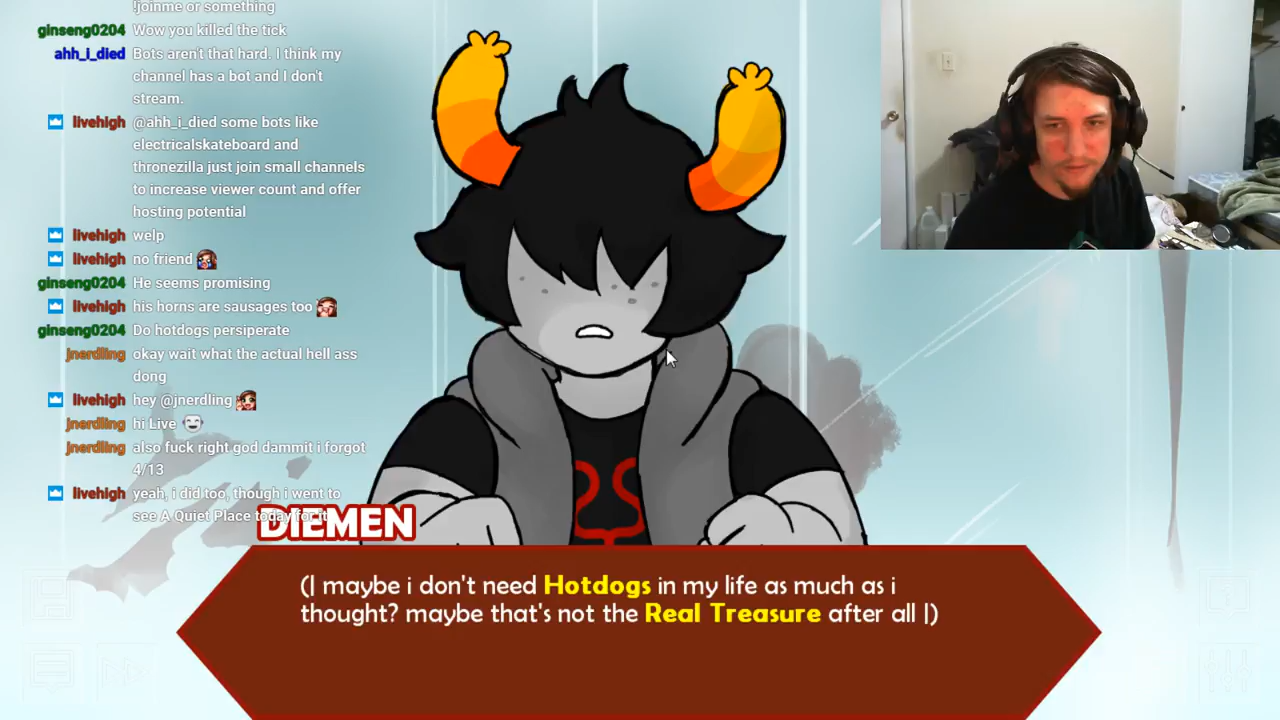 !joinme or something
ginseng0204 Wow you killed the tick
ahh_i_died Bots aren't that hard. I think my
channel has a bot and I don't
stream.
livehigh @ahh_i_died some bots like
electricalskateboard and
thronezilla just join small channels
to increase viewer count and offer
hosting potential
livehigh welp
livehigh no friend
ginseng0204 He seems promising
livehigh his horns are sausages too
ginseng0204 Do hotdogs persiperate
jnerdling okay wait what the actual hell ass
dong
livehigh hey @jnerdling
jnerdling hi Live
jnerdling also fuck right god dammit i forgot
4/13
livehigh yeah, i did too, though i went to
see A Quiet Place today for it
DIEMEN
(| maybe i don't need Hotdogs in my life as much as i
thought? maybe that's not the Real Treasure after all |)